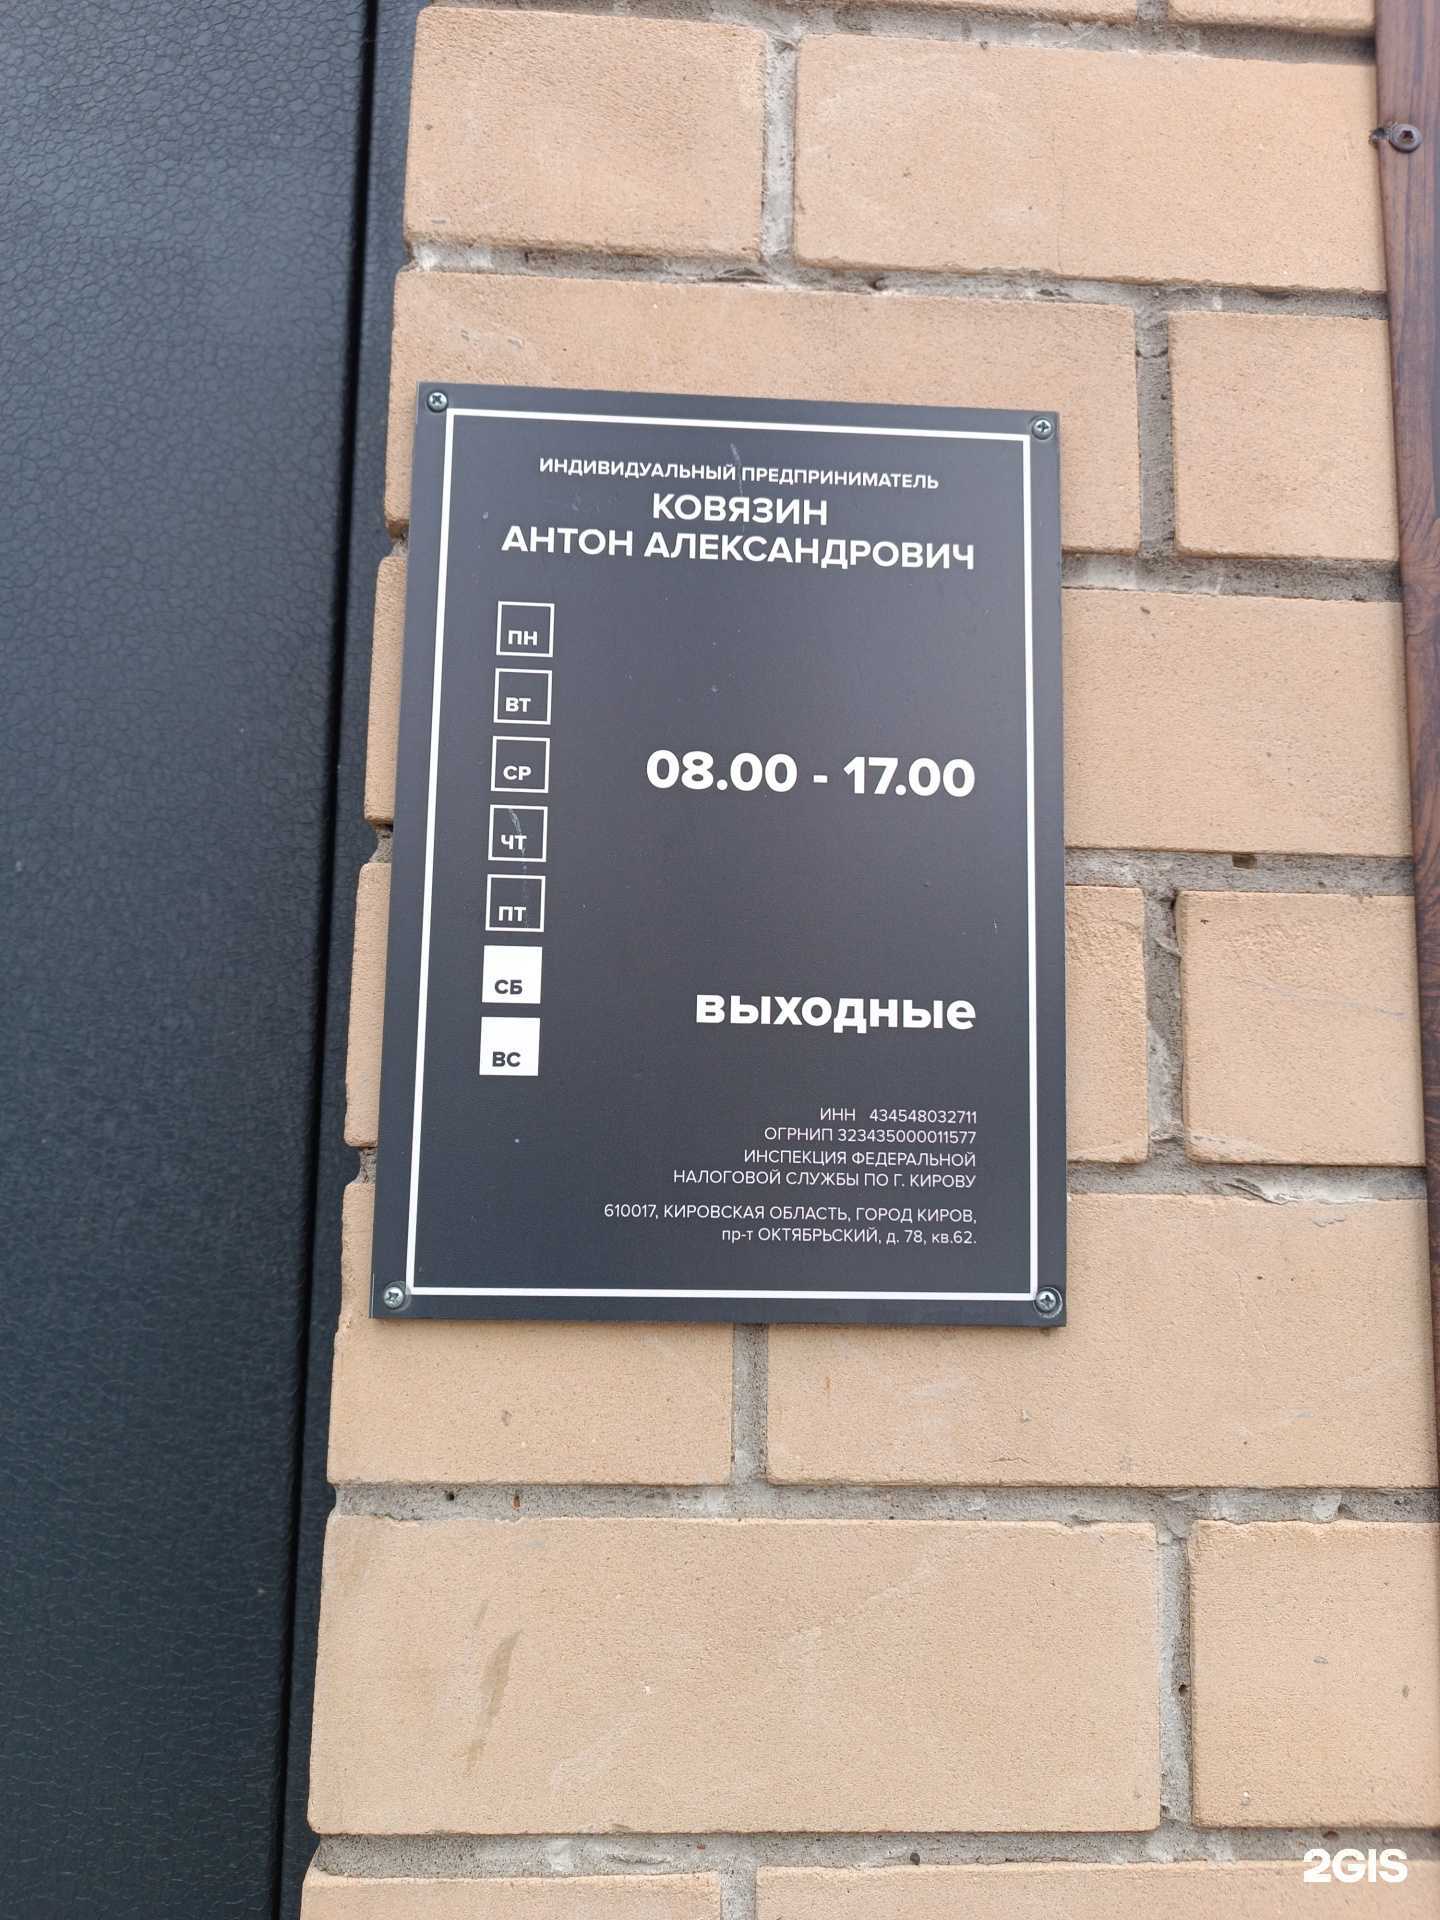 ИНДИВИДУАЛЬНЫЙ ПРЕДПРИНИМАТЕЛЬ
КОВЯЗИН
АНТОН АЛЕКСАНДРОВИЧ
ПН
ВТ
СР
08.00 - 17.00
ЧТ
ПТ
СБ
выходные
ВС
ИНН 434548032711
ОГРНИП 323435000011577
ИНСПЕКЦИЯ ФЕДЕРАЛЬНОЙ
НАЛОГОВОЙ СЛУЖБЫ ПО Г. КИРОВУ
610017, КИРОВСКАЯ ОБЛАСТЬ, ГОРОД КИРОВ,
пр-т ОКТЯБРЬСКИЙ, д. 78, кв.62.
2GIS